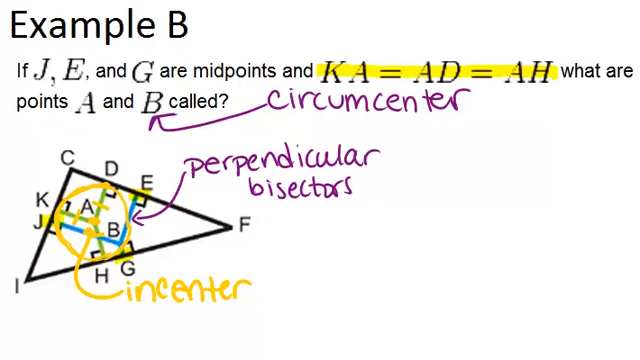 Example B
If J, E, and G are midpoints and KA = AD = AH what are
points A and B called?
circumcenter
perpendicular
bisectors
C
D
E
K
A
J
B
F
H
G
I
incenter